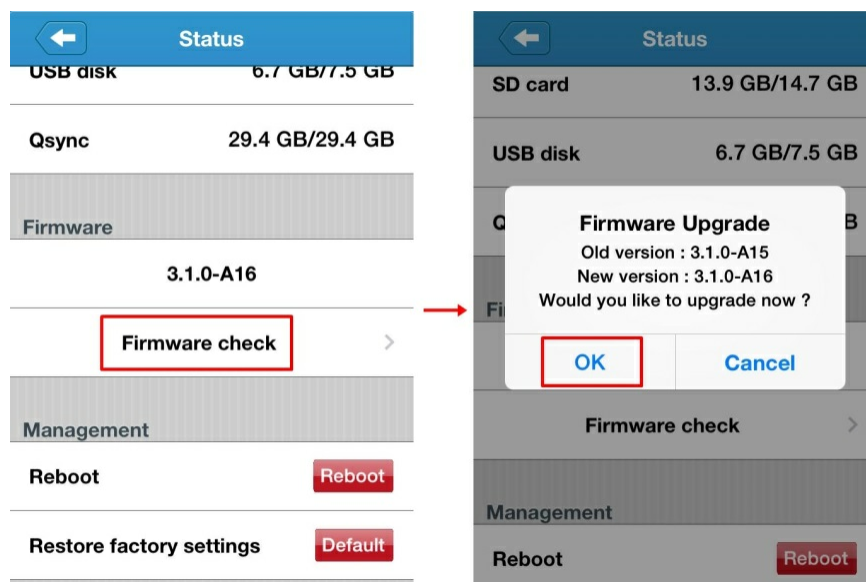 Status
USB disk 6.7 GB/7.5 GB
Qsync 29.4 GB/29.4 GB
Firmware
3.1.0-A16
Firmware check
Management
Reboot Reboot
Restore factory settings Default
Status
SD card 13.9 GB/14.7 GB
USB disk 6.7 GB/7.5 GB
Q B
Firmware Upgrade
Old version : 3.1.0-A15
New version : 3.1.0-A16
Would you like to upgrade now ?
Fi
OK Cancel
Firmware check
Management
Reboot Reboot